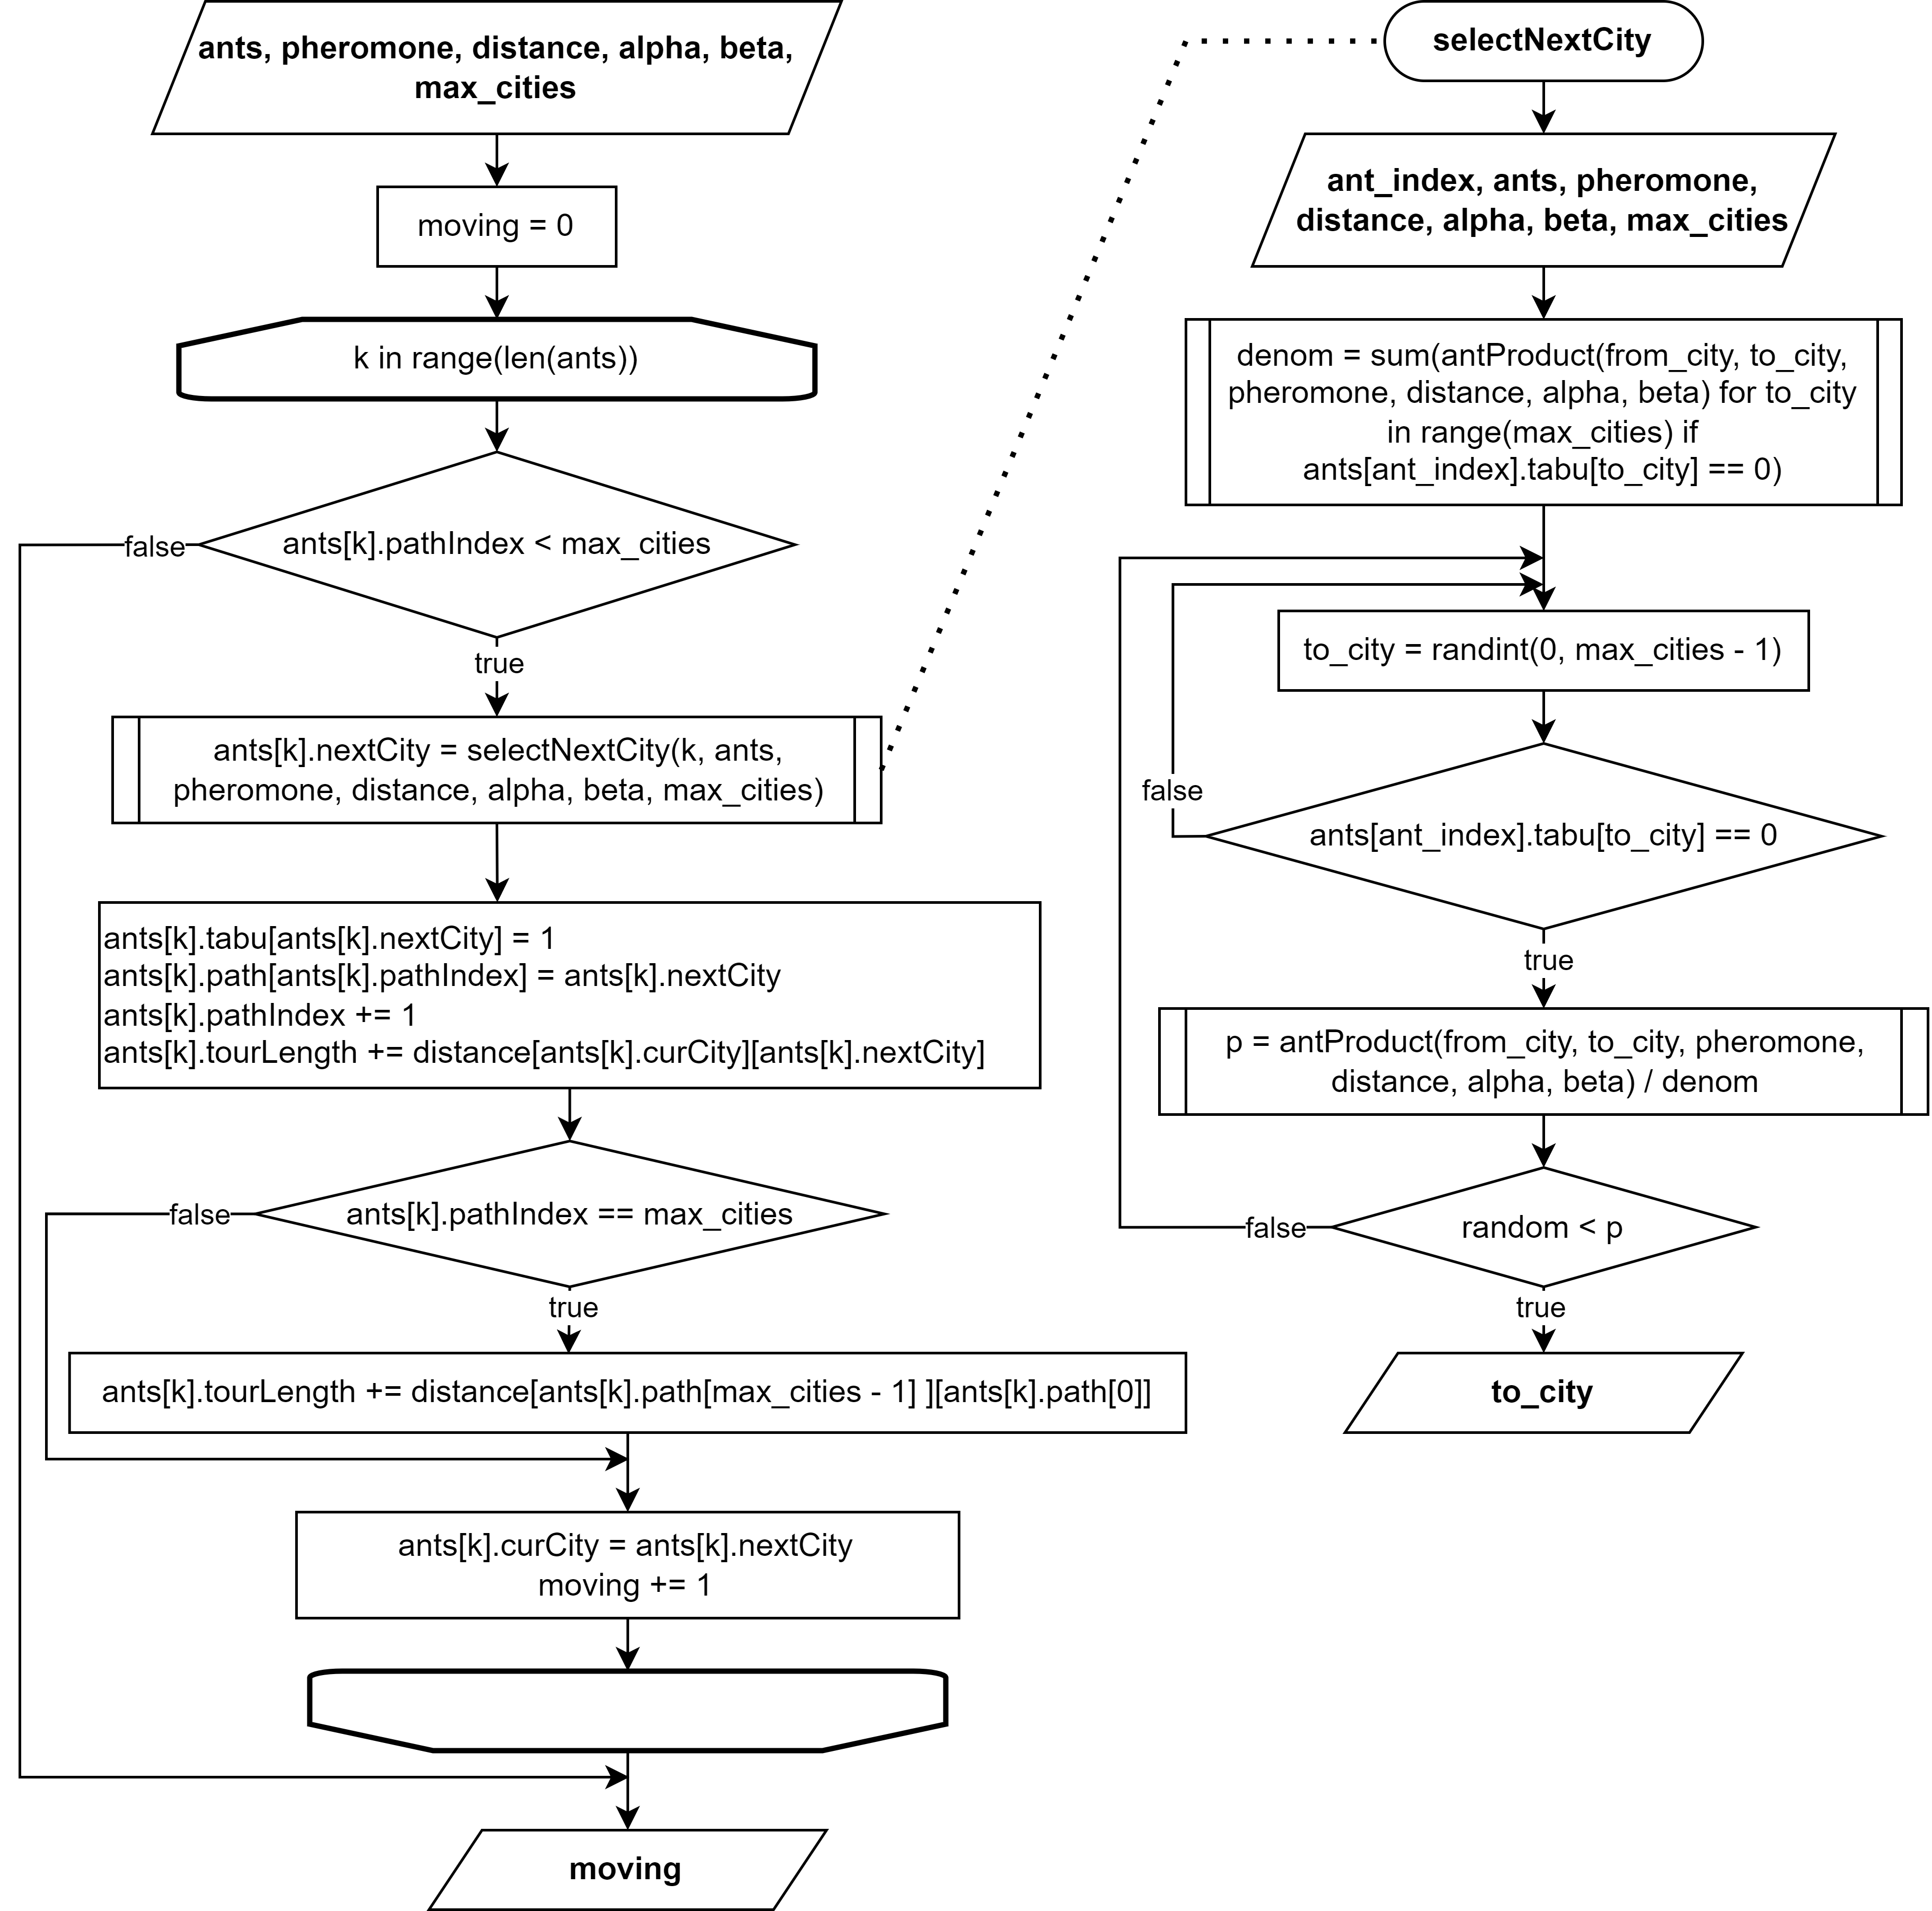 ants, pheromone, distance, alpha, beta,
max_cities
moving = 0
k in range(len(ants))
ants[k].pathIndex < max_cities
false
true
ants[k].nextCity = selectNextCity(k, ants,
pheromone, distance, alpha, beta, max_cities)
ants[k].tabu[ants[k].nextCity] = 1
ants[k].path[ants[k].pathIndex] = ants[k].nextCity
ants[k].pathIndex += 1
ants[k].tourLength += distance[ants[k].curCity][ants[k].nextCity]
ants[k].pathIndex == max_cities
false
true
ants[k].tourLength += distance[ants[k].path[max_cities - 1] ][ants[k].path[0]]
ants[k].curCity = ants[k].nextCity
moving += 1
moving
selectNextCity
ant_index, ants, pheromone,
distance, alpha, beta, max_cities
denom = sum(antProduct(from_city, to_city,
pheromone, distance, alpha, beta) for to_city
in range(max_cities) if
ants[ant_index].tabu[to_city] == 0)
to_city = randint(0, max_cities - 1)
false
ants[ant_index].tabu[to_city] == 0
true
p = antProduct(from_city, to_city, pheromone,
distance, alpha, beta) / denom
false
random < p
true
to_city